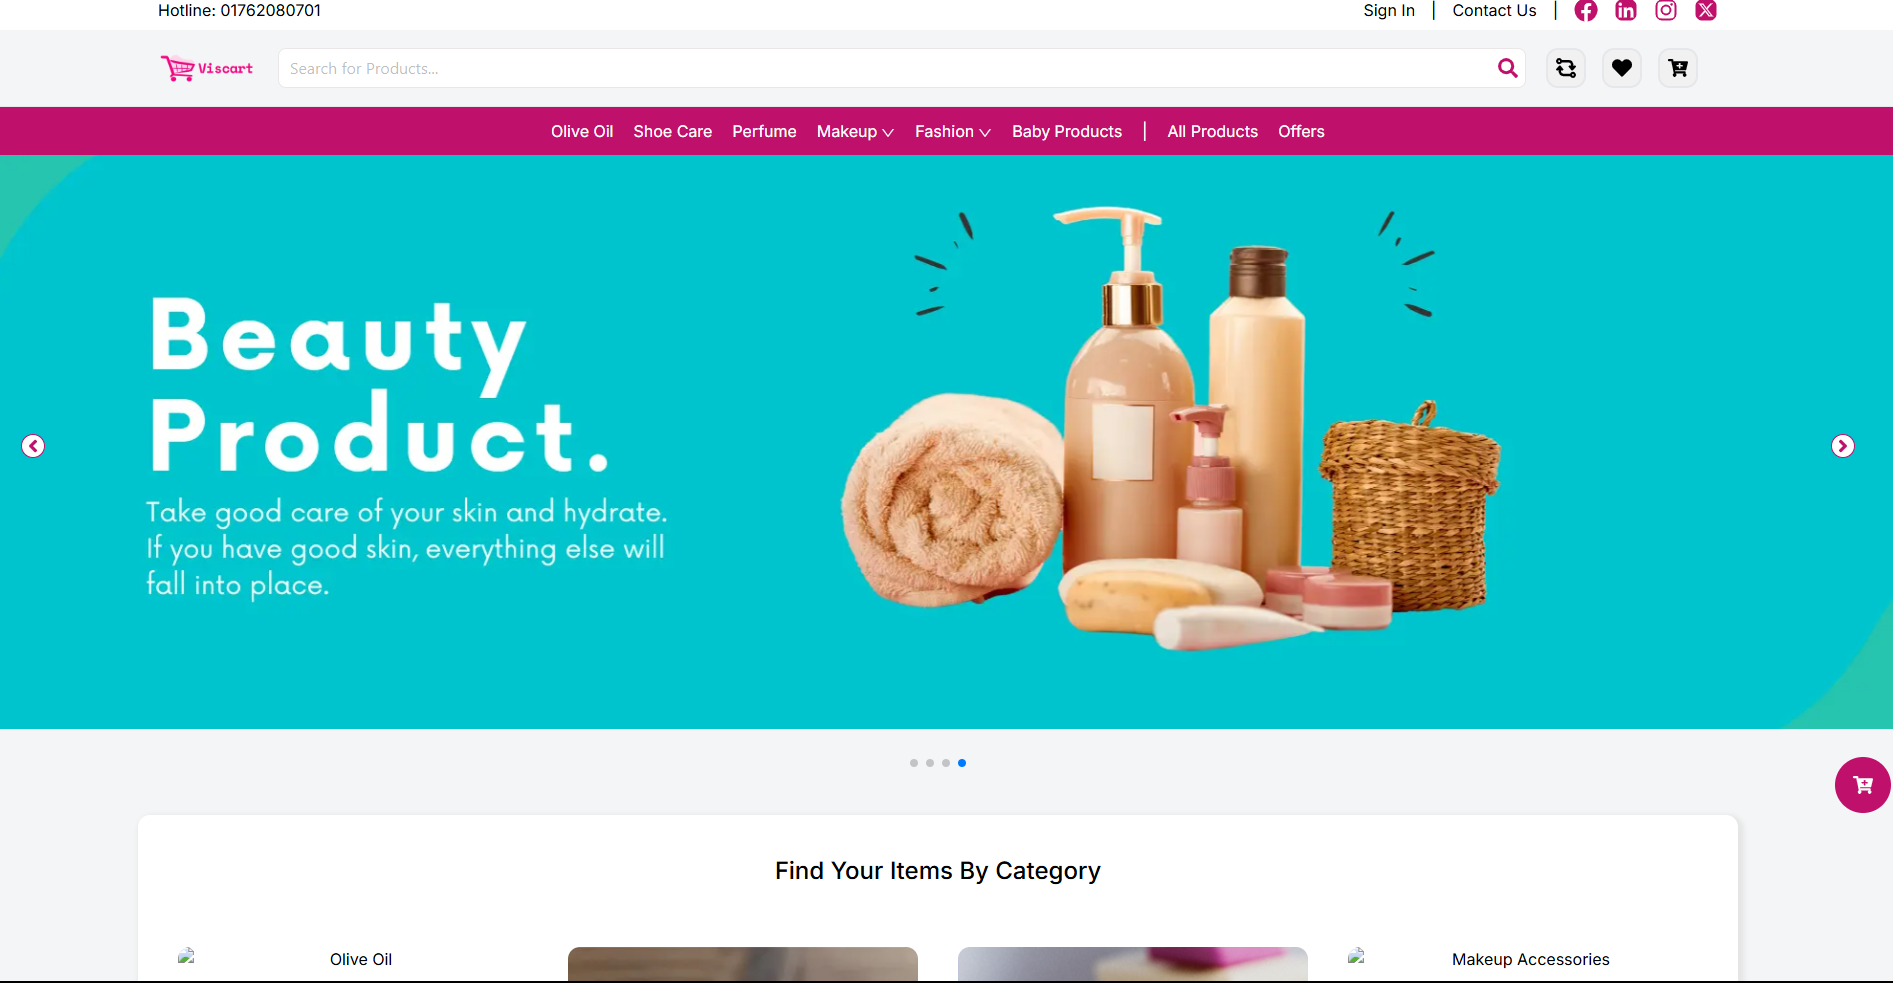 Hotline: 01762080701
Sign In | Contact Us |
Viscart
Search for Products...
Olive Oil Shoe Care Perfume Makeup Fashion Baby Products | All Products Offers
Beauty
Product.
Take good care of your skin and hydrate.
If you have good skin, everything else will
fall into place.
Find Your Items By Category
Olive Oil
Makeup Accessories